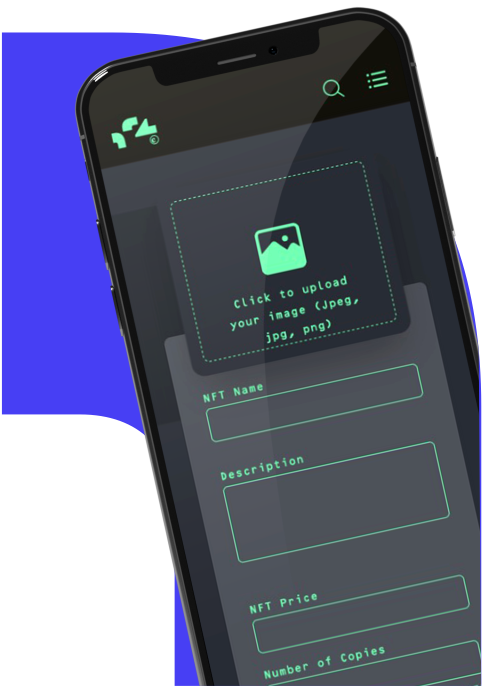 Click to upload
your image (Jpeg,
jpg, png)
NFT Name
Description
NFT Price
Number of Copies